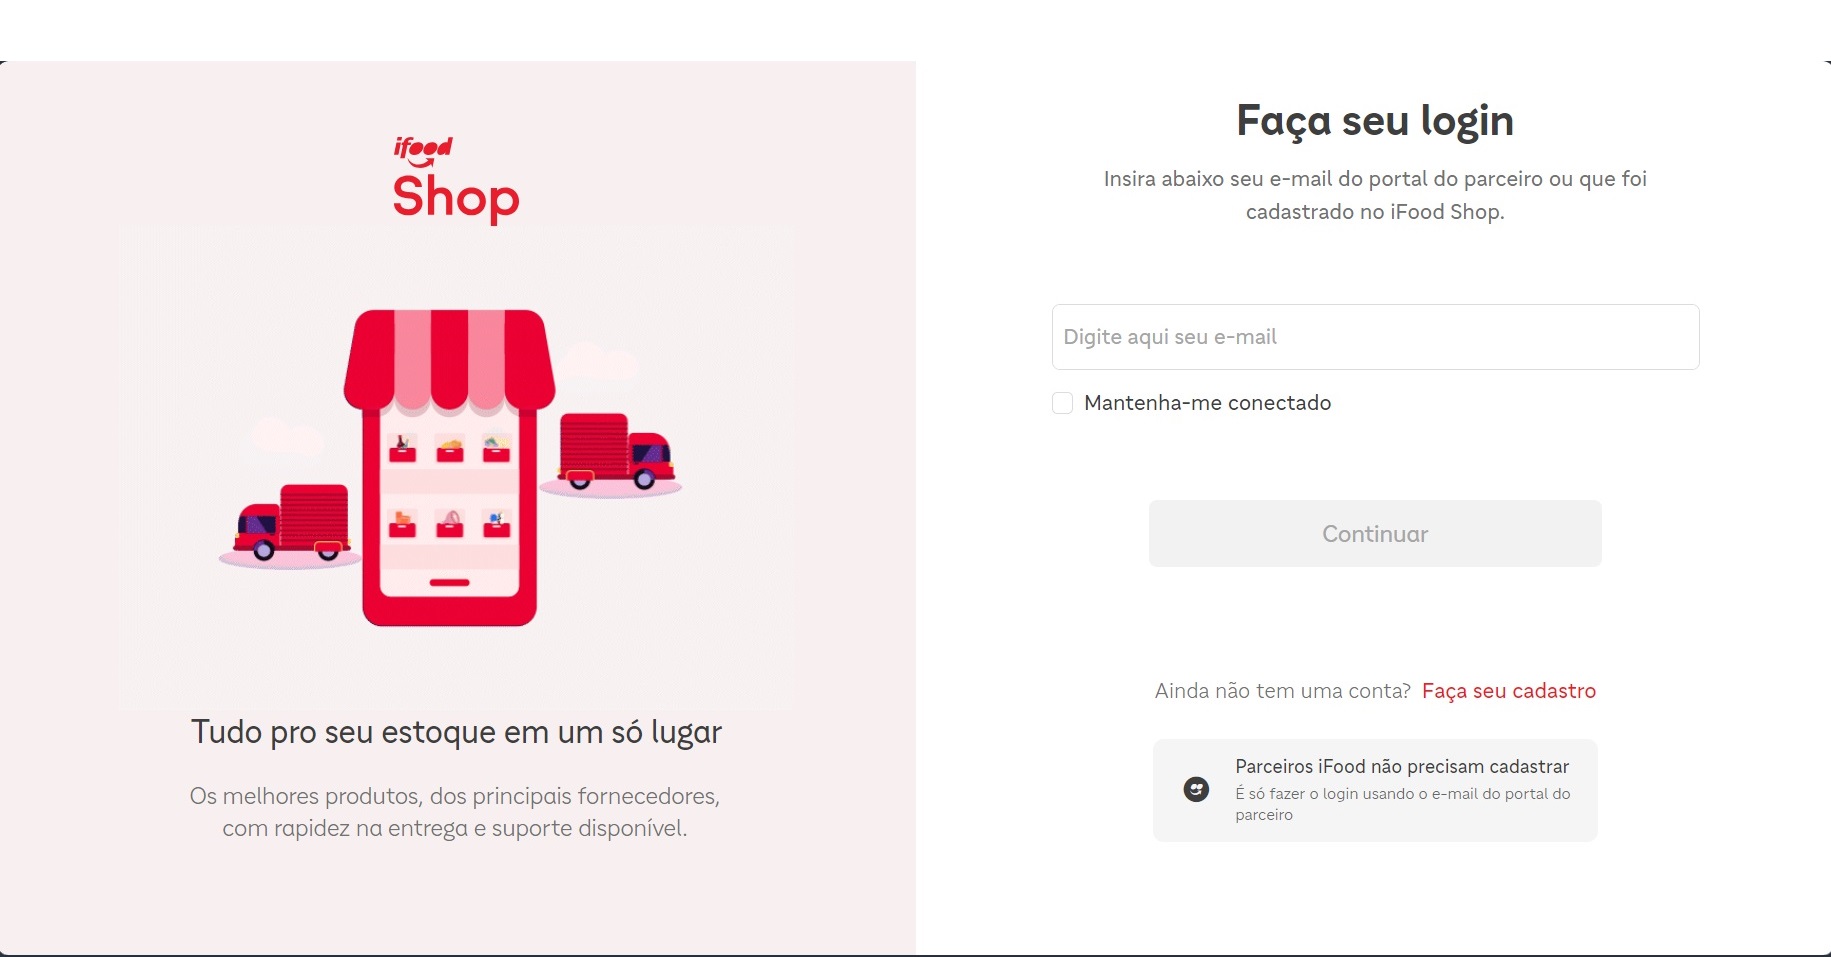 ifood
Shop
Tudo pro seu estoque em um só lugar
Os melhores produtos, dos principais fornecedores,
com rapidez na entrega e suporte disponível.
Faça seu login
Insira abaixo seu e-mail do portal do parceiro ou que foi
cadastrado no iFood Shop.
Digite aqui seu e-mail
Mantenha-me conectado
Continuar
Ainda não tem uma conta? Faça seu cadastro
Parceiros iFood não precisam cadastrar
É só fazer o login usando o e-mail do portal do
parceiro